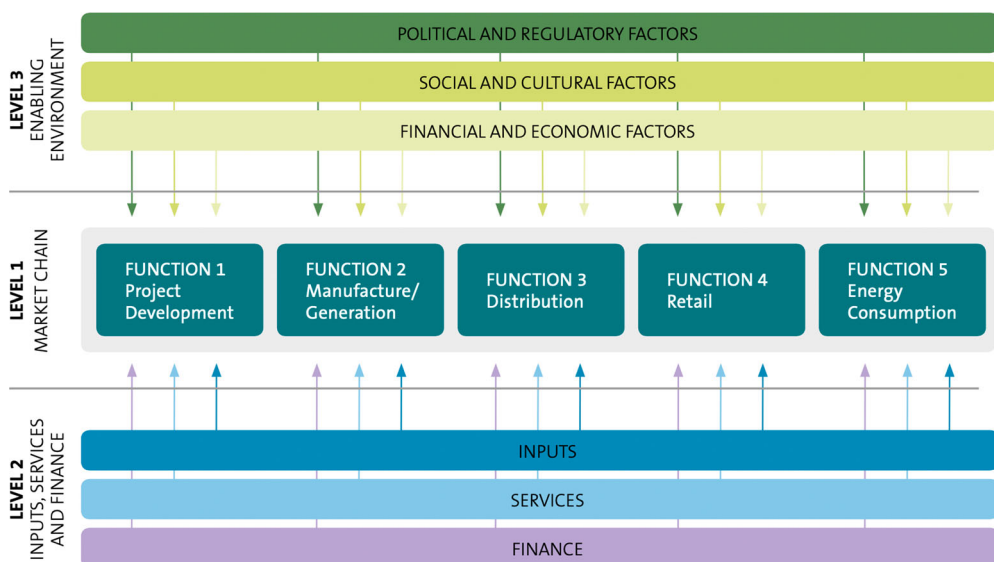 LEVEL 3
ENABLING
ENVIRONMENT
POLITICAL AND REGULATORY FACTORS
SOCIAL AND CULTURAL FACTORS
FINANCIAL AND ECONOMIC FACTORS
LEVEL 1
MARKET CHAIN
FUNCTION 1
Project
Development
FUNCTION 2
Manufacture/
Generation
FUNCTION 3
Distribution
FUNCTION 4
Retail
FUNCTION 5
Energy
Consumption
LEVEL 2
INPUTS, SERVICES
AND FINANCE
INPUTS
SERVICES
FINANCE